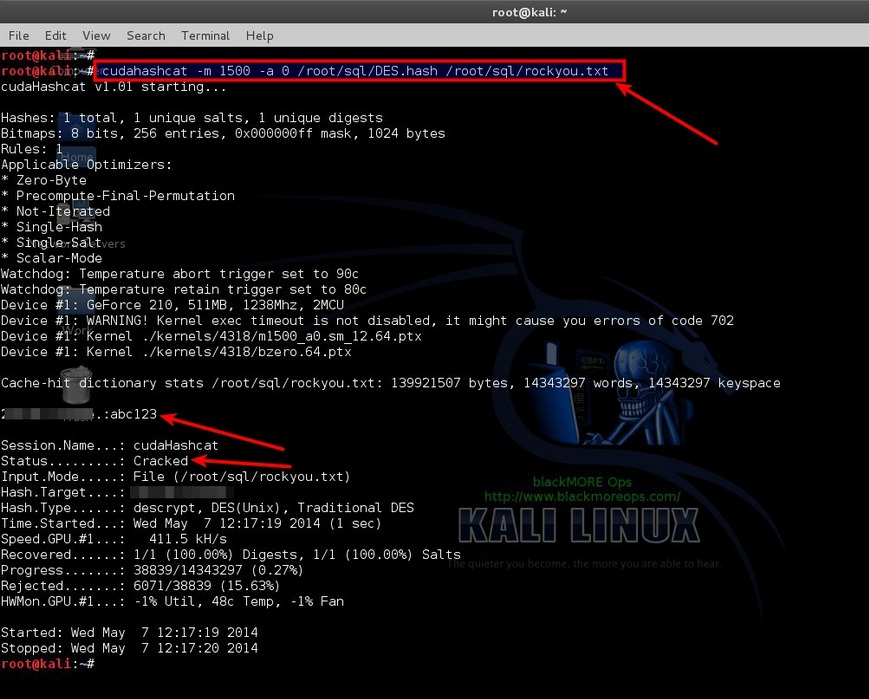 root@kali: ~
File Edit View Search Terminal Help
root@kali:~#
root@kali:~# cudahashcat -m 1500 -a 0 /root/sql/DES.hash /root/sql/rockyou.txt
cudaHashcat v1.01 starting...
Hashes: 1 total, 1 unique salts, 1 unique digests
Bitmaps: 8 bits, 256 entries, 0x000000ff mask, 1024 bytes
Rules: 1
Home
Applicable Optimizers:
* Zero-Byte
* Precompute-Final-Permutation
* Not-Iterated
* Single-Hash
* Single-Salt
* Scalar-Mode
Watchdog: Temperature abort trigger set to 90c
Watchdog: Temperature retain trigger set to 80c
Device #1: GeForce 210, 511MB, 1238Mhz, 2MCU
Device #1: WARNING! Kernel exec timeout is not disabled, it might cause you errors of code 702
Device #1: Kernel ./kernels/4318/m1500_a0.sm_12.64.ptx
Device #1: Kernel ./kernels/4318/bzero.64.ptx
Cache-hit dictionary stats /root/sql/rockyou.txt: 139921507 bytes, 14343297 words, 14343297 keyspace
.:abc123
Session.Name...: cudaHashcat
Status.........: Cracked
Input.Mode.....: File (/root/sql/rockyou.txt)
Hash.Target....:
Hash.Type......: descrypt, DES(Unix), Traditional DES
Time.Started...: Wed May  7 12:17:19 2014 (1 sec)
Speed.GPU.#1...:   411.5 kH/s
Recovered......: 1/1 (100.00%) Digests, 1/1 (100.00%) Salts
Progress.......: 38839/14343297 (0.27%)
Rejected.......: 6071/38839 (15.63%)
HWMon.GPU.#1...: -1% Util, 48c Temp, -1% Fan
Started: Wed May  7 12:17:19 2014
Stopped: Wed May  7 12:17:20 2014
root@kali:~#
blackMORE Ops
http://www.blackmoreops.com/
KALI LINUX
The quieter you become, the more you are able to hear.